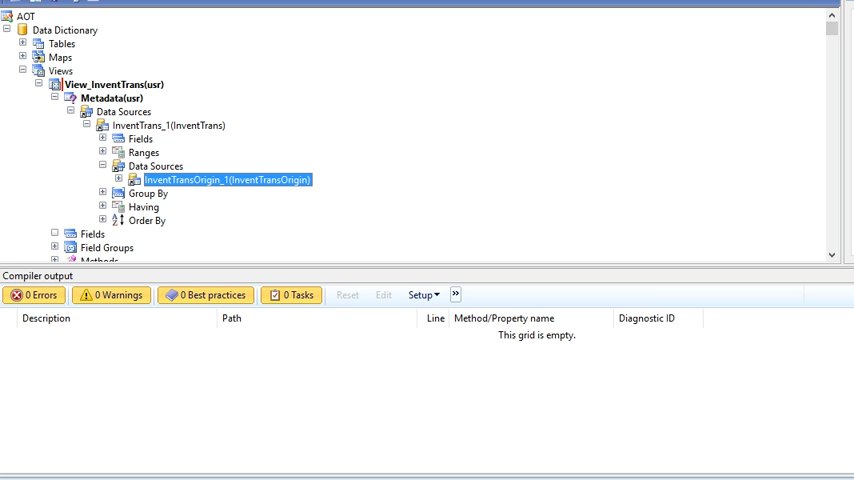 AOT
Data Dictionary
Tables
Maps
Views
View_InventTrans(usr)
Metadata(usr)
Data Sources
InventTrans_1(InventTrans)
Fields
Ranges
Data Sources
InventTransOrigin_1(InventTransOrigin)
Group By
Having
Order By
Fields
Field Groups
Methods
Compiler output
0 Errors 0 Warnings 0 Best practices 0 Tasks Reset Edit Setup
Description Path Line Method/Property name Diagnostic ID
This grid is empty.